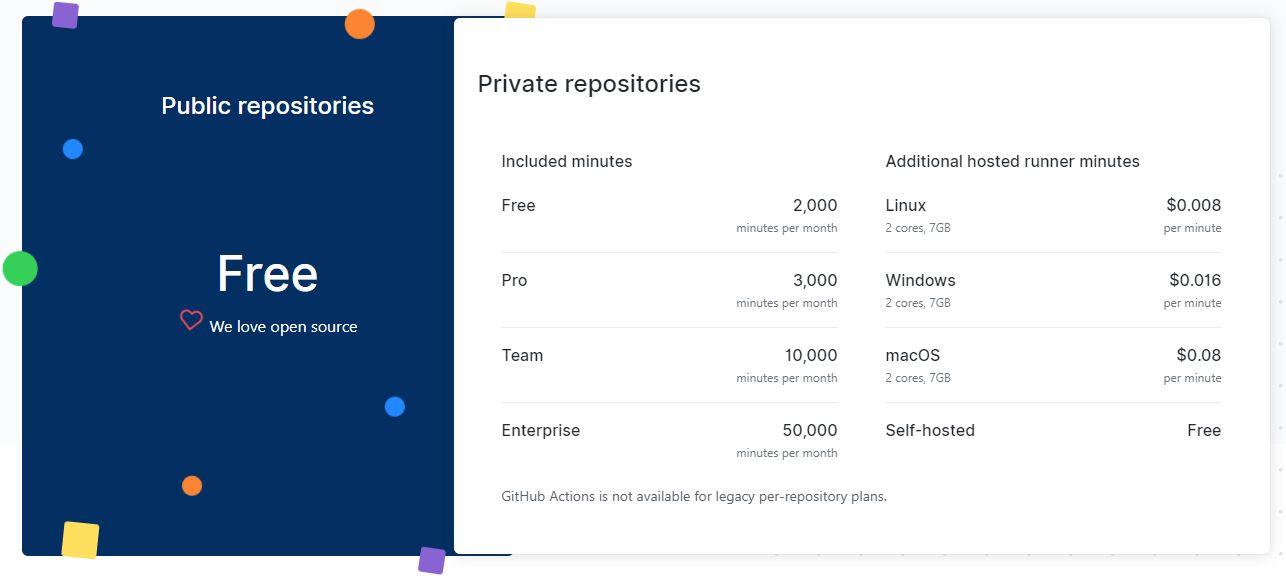 Public repositories
Free
We love open source
Private repositories
Included minutes
Free 2,000
minutes per month
Pro 3,000
minutes per month
Team 10,000
minutes per month
Enterprise 50,000
minutes per month
Additional hosted runner minutes
Linux $0.008
2 cores, 7GB per minute
Windows $0.016
2 cores, 7GB per minute
macOS $0.08
2 cores, 7GB per minute
Self-hosted Free
GitHub Actions is not available for legacy per-repository plans.